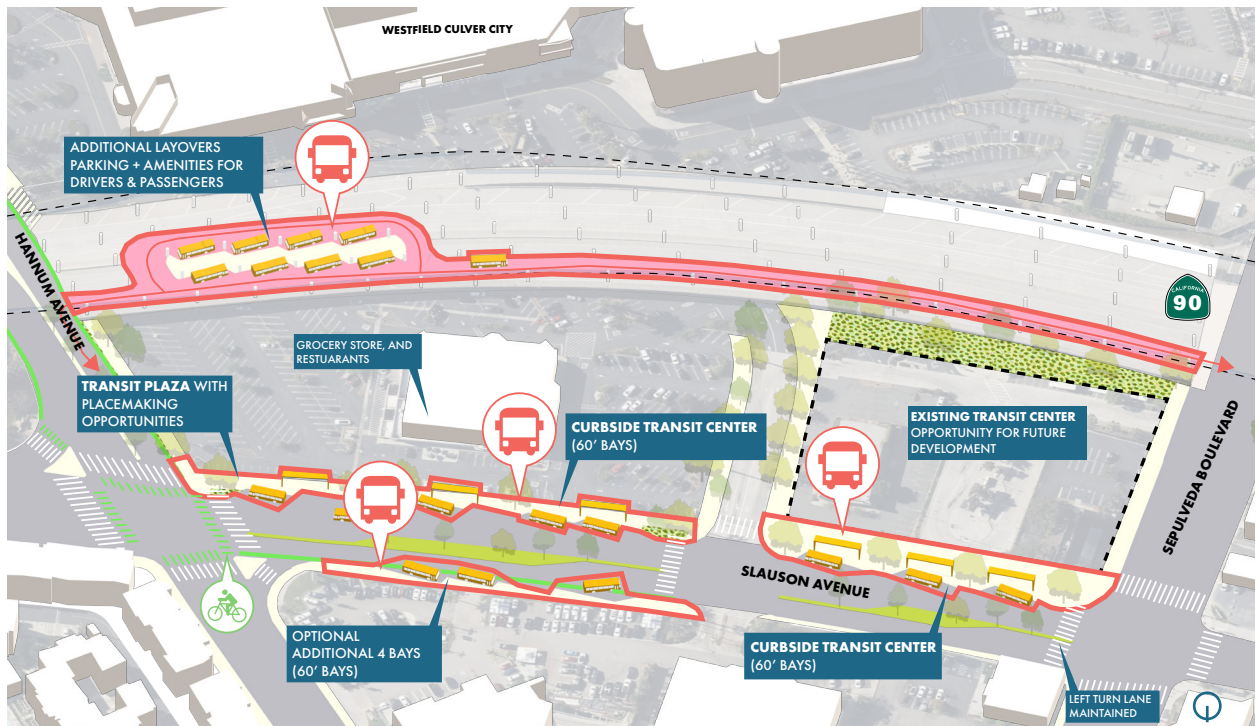 WESTFIELD CULVER CITY
ADDITIONAL LAYOVERS
PARKING + AMENITIES FOR
DRIVERS & PASSENGERS
HANNUM AVENUE
CALIFORNIA
90
GROCERY STORE, AND
RESTUARANTS
TRANSIT PLAZA WITH
PLACEMAKING
OPPORTUNITIES
CURBSIDE TRANSIT CENTER
(60' BAYS)
EXISTING TRANSIT CENTER
OPPORTUNITY FOR FUTURE
DEVELOPMENT
SEPULVEDA BOULEVARD
SLAUSON AVENUE
OPTIONAL
ADDITIONAL 4 BAYS
(60' BAYS)
CURBSIDE TRANSIT CENTER
(60' BAYS)
LEFT TURN LANE
MAINTAINED